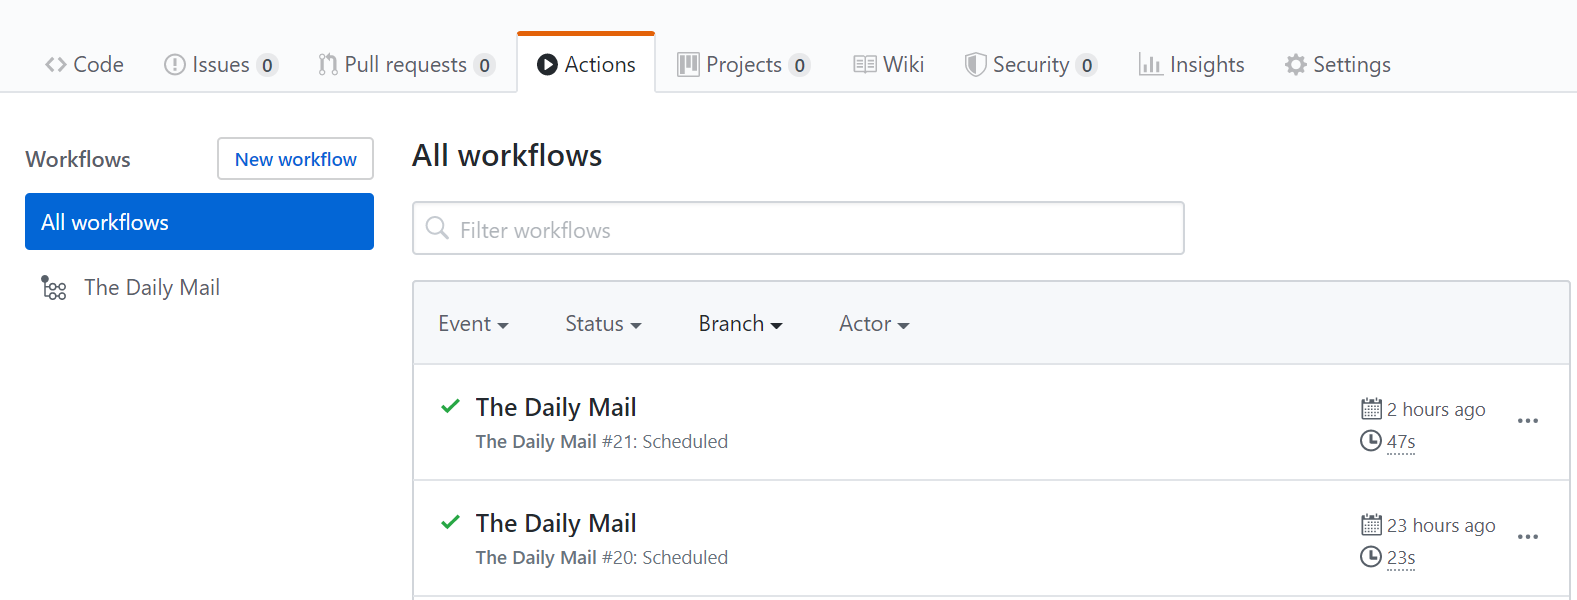 Code Issues 0 Pull requests 0 Actions Projects 0 Wiki Security 0 Insights Settings
Workflows New workflow
All workflows
The Daily Mail
All workflows
Filter workflows
Event Status Branch Actor
The Daily Mail 2 hours ago
The Daily Mail #21: Scheduled 47s
The Daily Mail 23 hours ago
The Daily Mail #20: Scheduled 23s